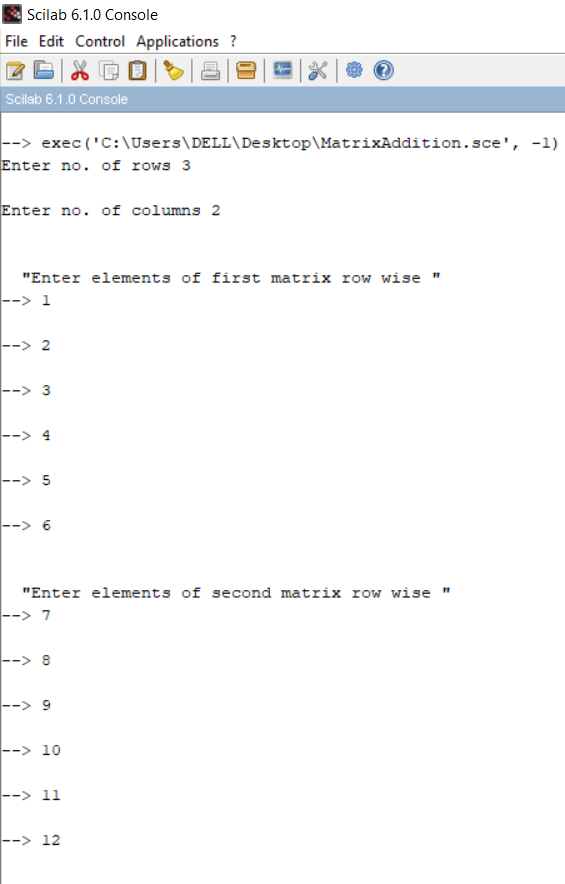 Scilab 6.1.0 Console
File Edit Control Applications ?
Scilab 6.1.0 Console
--> exec('C:\Users\DELL\Desktop\MatrixAddition.sce', -1)
Enter no. of rows 3
Enter no. of columns 2
"Enter elements of first matrix row wise "
--> 1
--> 2
--> 3
--> 4
--> 5
--> 6
"Enter elements of second matrix row wise "
--> 7
--> 8
--> 9
--> 10
--> 11
--> 12